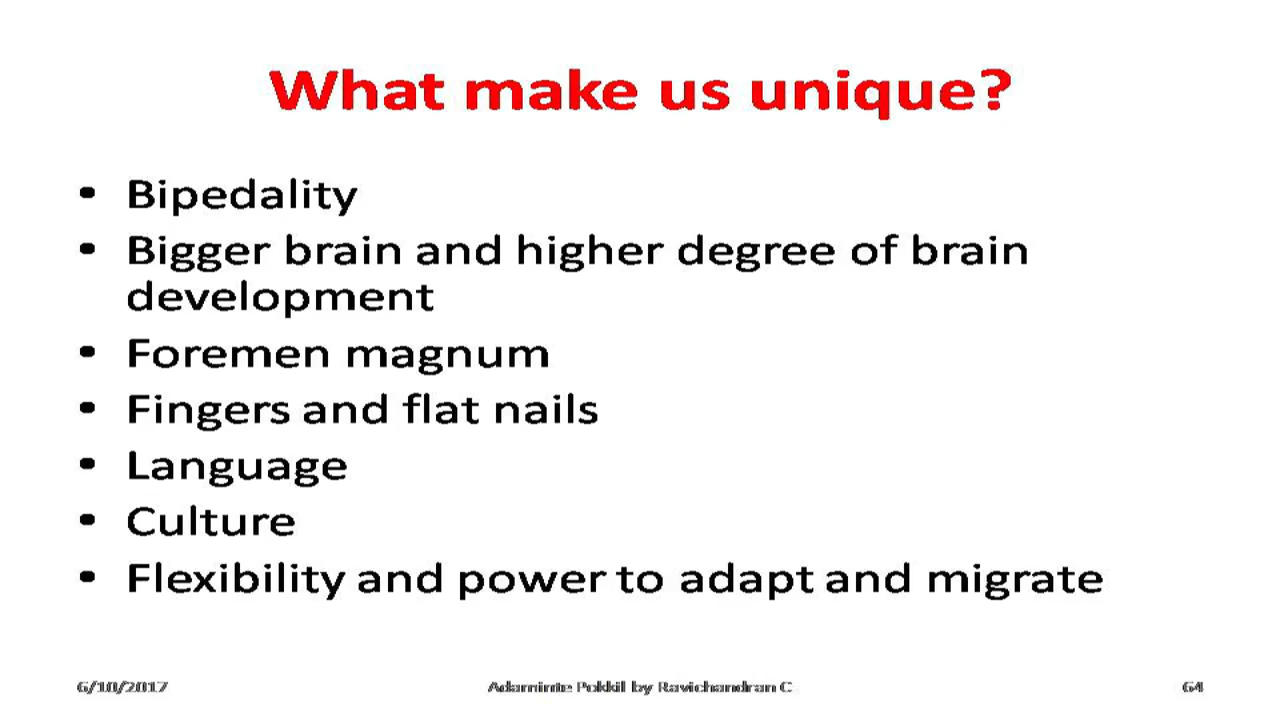 What make us unique?
• Bipedality
• Bigger brain and higher degree of brain
development
• Foremen magnum
• Fingers and flat nails
• Language
• Culture
• Flexibility and power to adapt and migrate
6/10/2017 Adaminte Pokkil by Ravichandran C 64